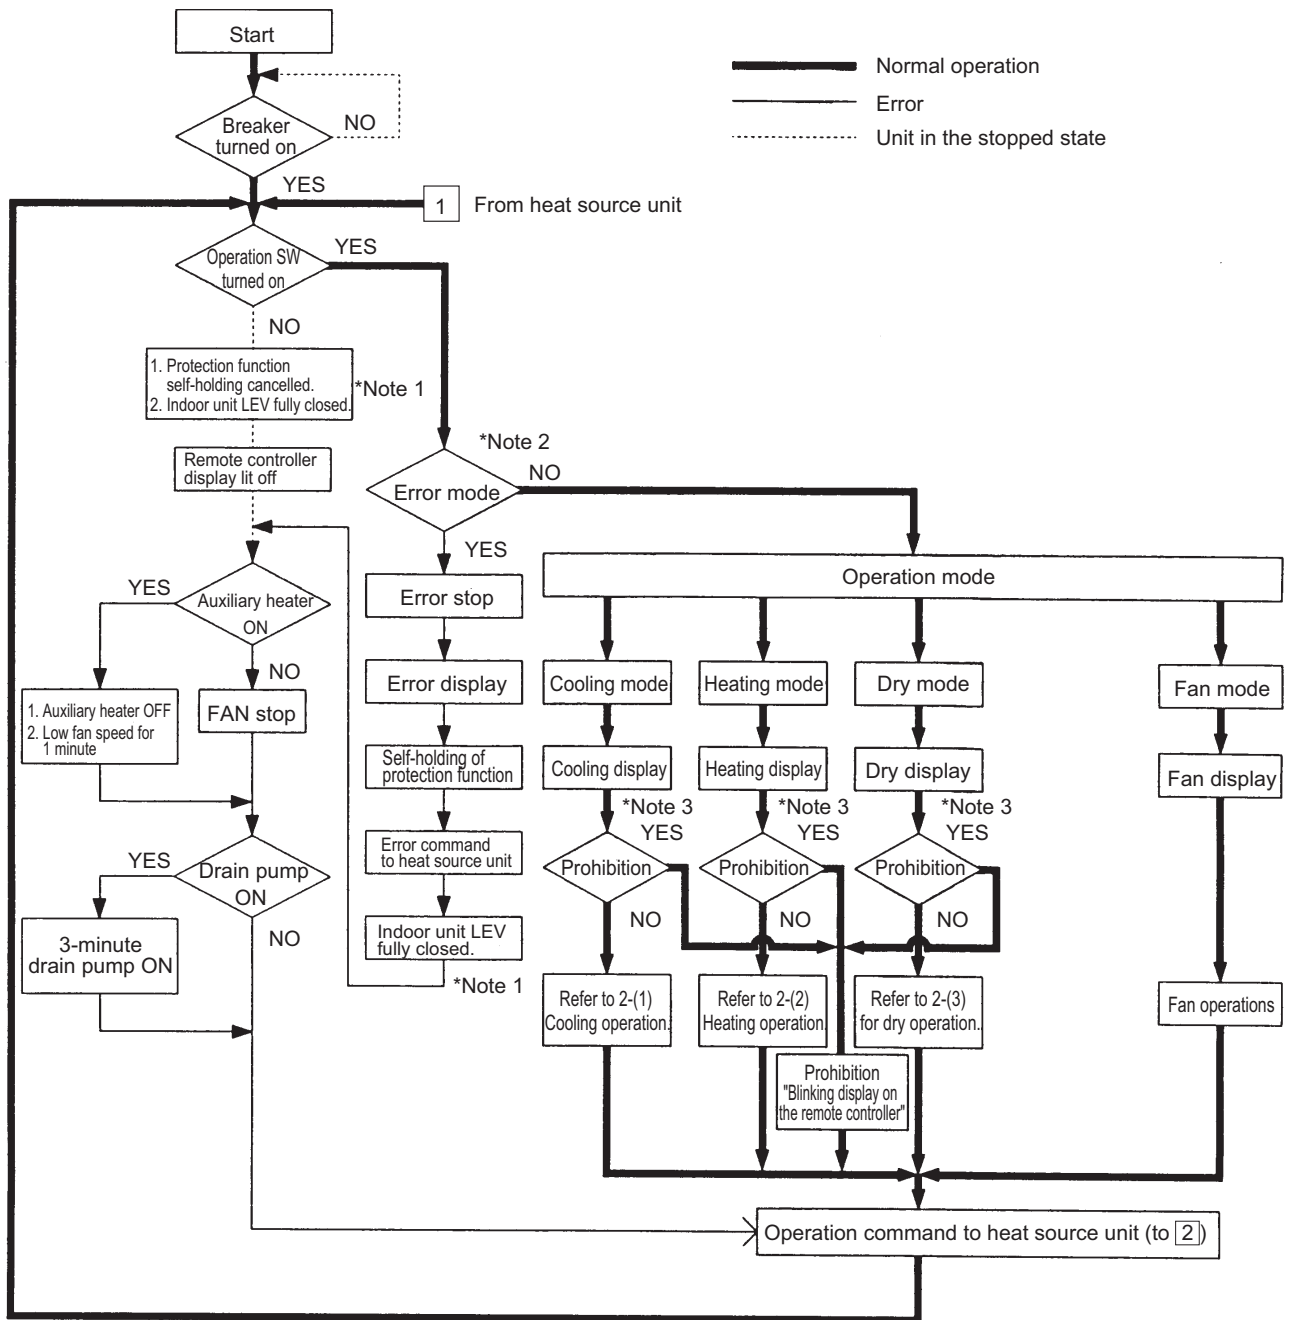 Start
Normal operation
Error
Unit in the stopped state
Breaker
turned on
NO
YES
1 From heat source unit
Operation SW
turned on
YES
NO
1. Protection function
self-holding cancelled.
2. Indoor unit LEV fully closed.
*Note 1
Remote controller
display lit off
*Note 2
Error mode
NO
YES
Operation mode
YES
Auxiliary heater
ON
NO
1. Auxiliary heater OFF
2. Low fan speed for
1 minute
FAN stop
Error stop
Error display
Self-holding of
protection function
Error command
to heat source unit
Indoor unit LEV
fully closed.
*Note 1
YES
Drain pump
ON
NO
3-minute
drain pump ON
Cooling mode
Heating mode
Dry mode
Fan mode
Cooling display
Heating display
Dry display
Fan display
*Note 3
YES
*Note 3
YES
*Note 3
YES
Prohibition
Prohibition
Prohibition
NO
NO
NO
Refer to 2-(1)
Cooling operation.
Refer to 2-(2)
Heating operation.
Refer to 2-(3)
for dry operation..
Fan operations
Prohibition
"Blinking display on
the remote controller"
Operation command to heat source unit (to 2)